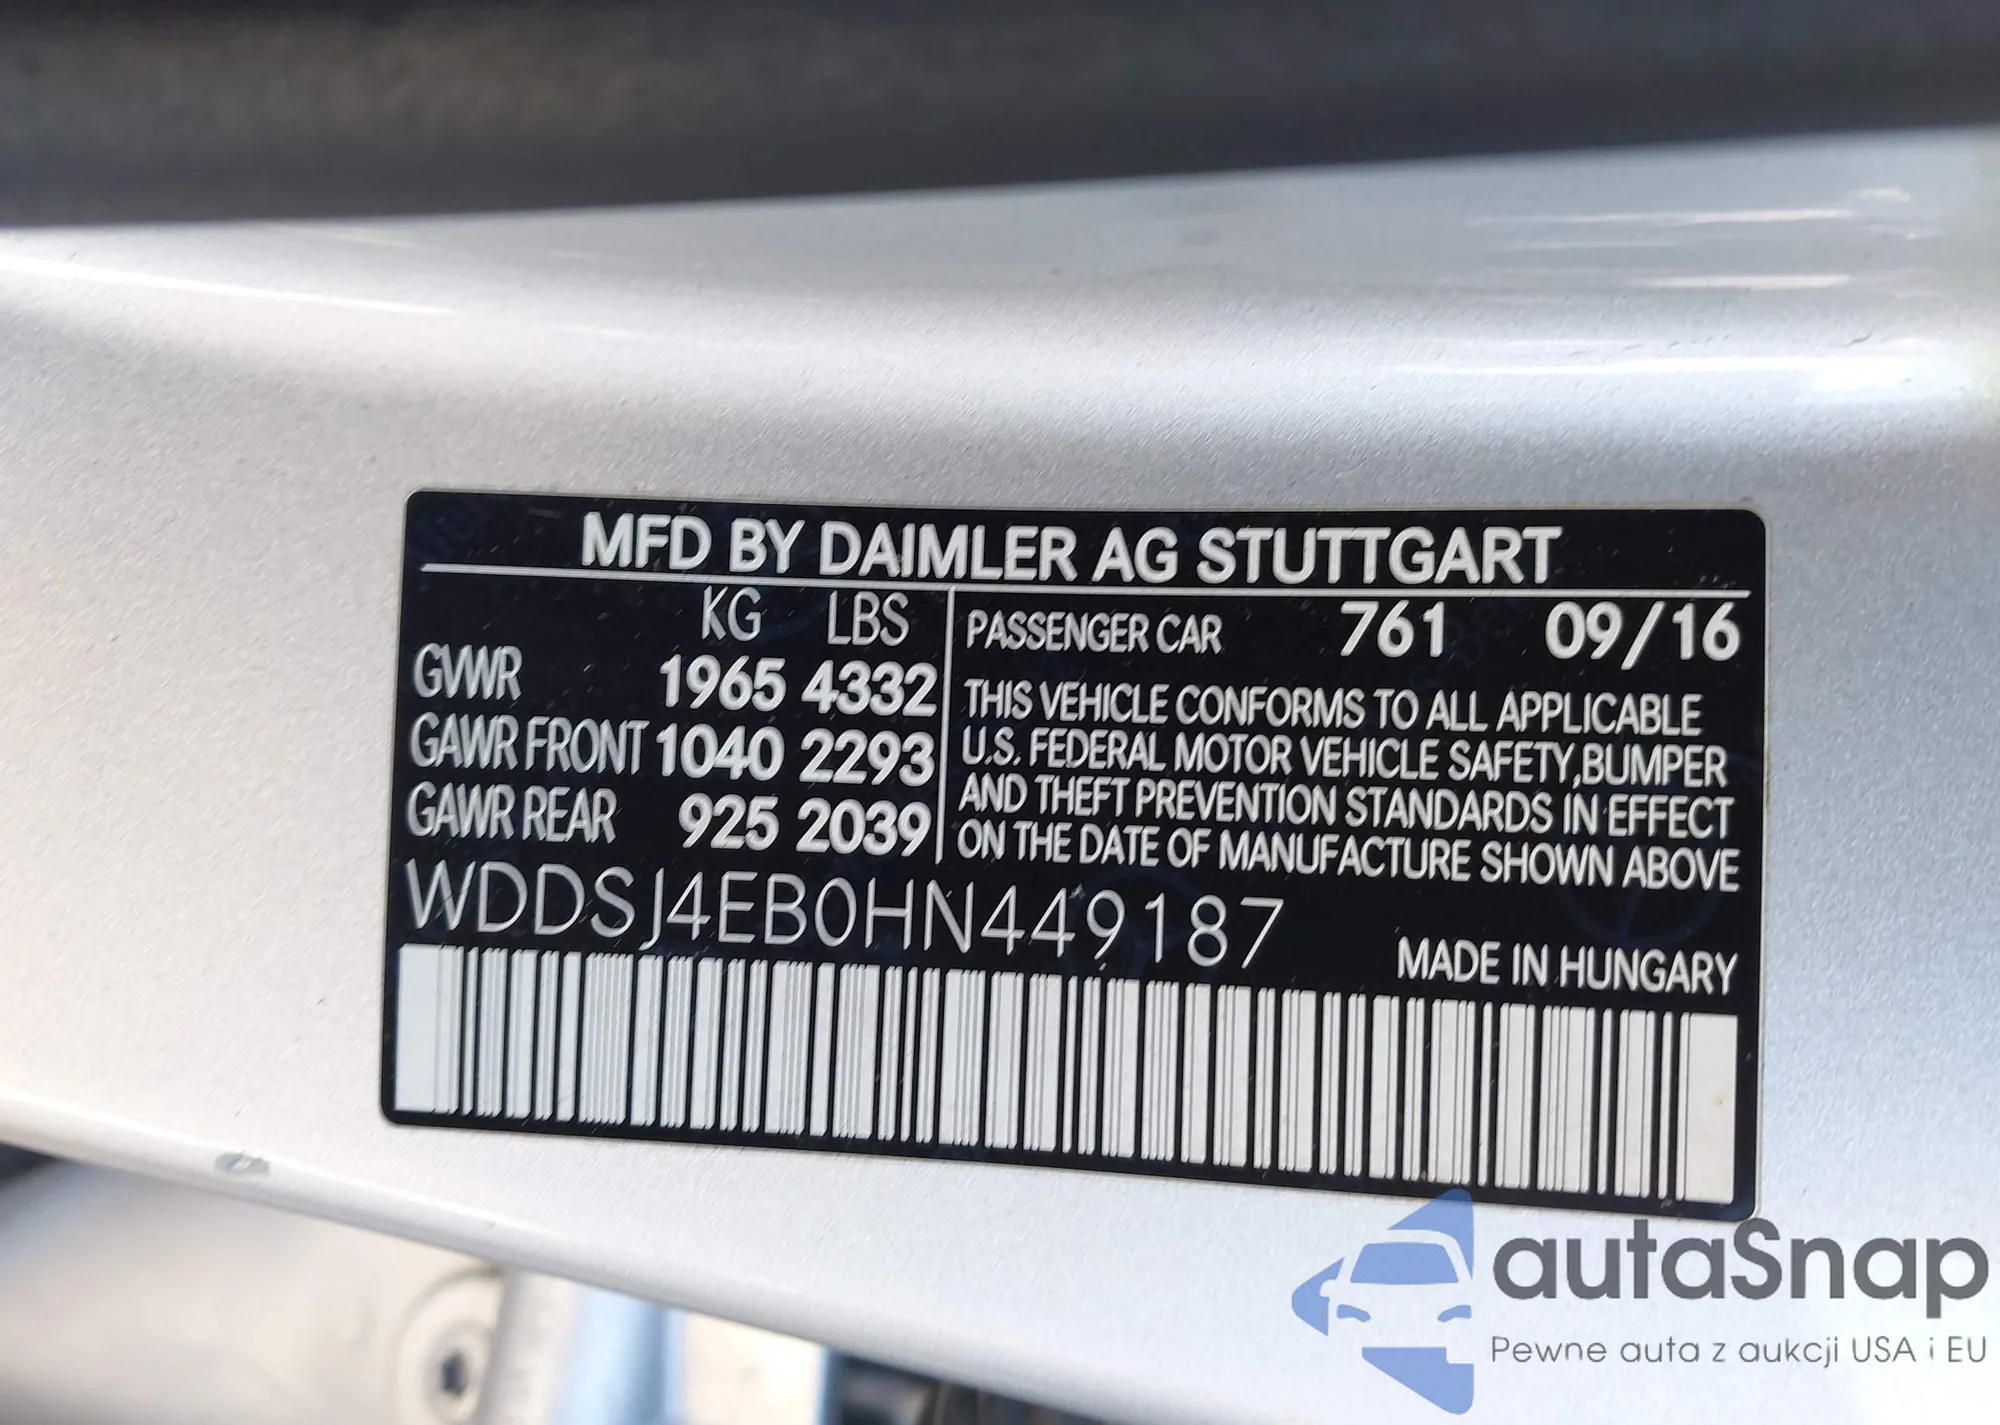 MFD BY DAIMLER AG STUTTGART
KG LBS
GVWR 1965 4332
GAWR FRONT 1040 2293
GAWR REAR 925 2039
PASSENGER CAR 761 09/16
THIS VEHICLE CONFORMS TO ALL APPLICABLE
U.S. FEDERAL MOTOR VEHICLE SAFETY,BUMPER
AND THEFT PREVENTION STANDARDS IN EFFECT
ON THE DATE OF MANUFACTURE SHOWN ABOVE
WDDSJ4EB0HN449187
MADE IN HUNGARY
autaSnap
Pewne auta z aukcji USA i EU